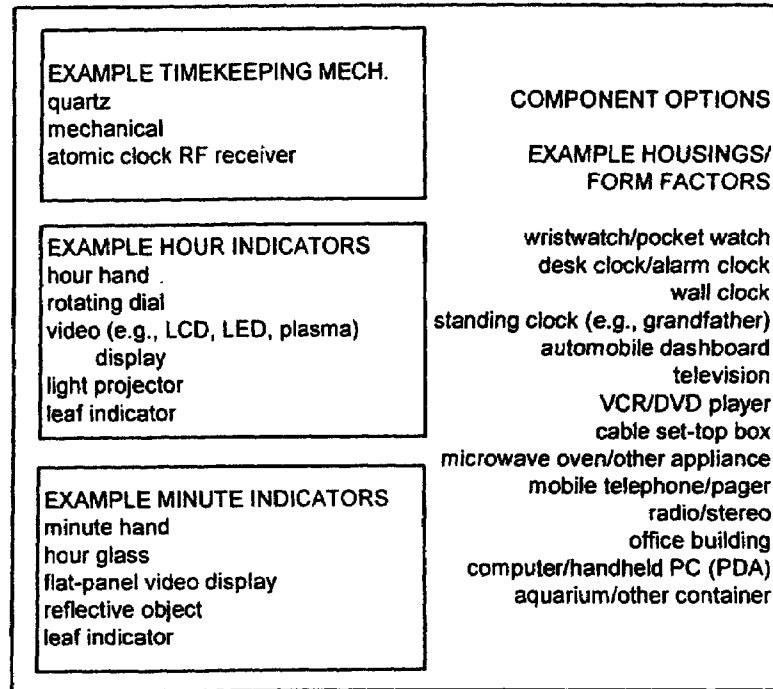 EXAMPLE TIMEKEEPING MECH.
quartz
mechanical
atomic clock RF receiver
EXAMPLE HOUR INDICATORS
hour hand
rotating dial
video (e.g., LCD, LED, plasma)
display
light projector
leaf indicator
EXAMPLE MINUTE INDICATORS
minute hand
hour glass
flat-panel video display
reflective object
leaf indicator
COMPONENT OPTIONS
EXAMPLE HOUSINGS/
FORM FACTORS
wristwatch/pocket watch
desk clock/alarm clock
wall clock
standing clock (e.g., grandfather)
automobile dashboard
television
VCR/DVD player
cable set-top box
microwave oven/other appliance
mobile telephone/pager
radio/stereo
office building
computer/handheld PC (PDA)
aquarium/other container